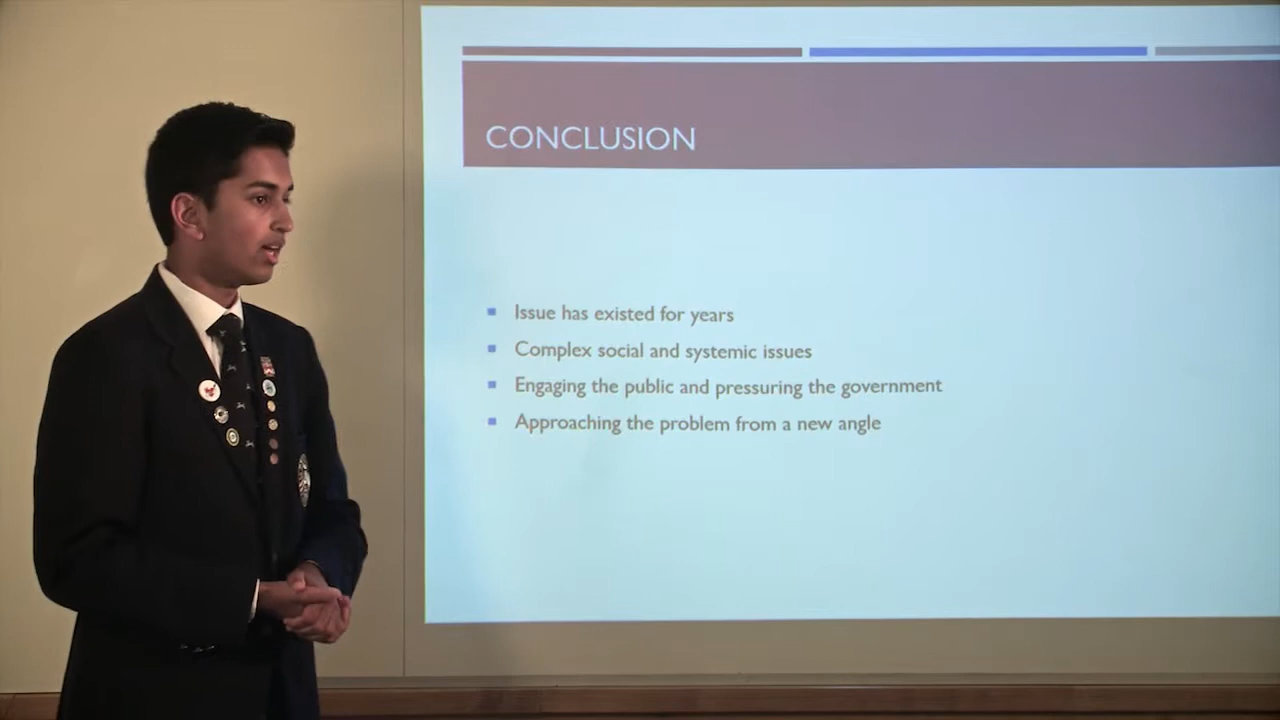 CONCLUSION
Issue has existed for years
Complex social and systemic issues
Engaging the public and pressuring the government
Approaching the problem from a new angle